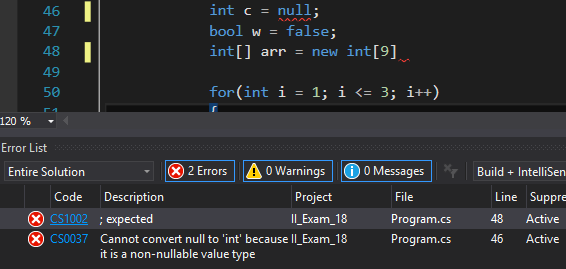 46 int c = null;
47 bool w = false;
48 int[] arr = new int[9]
49
50 for(int i = 1; i <= 3; i++)
51 {
120 %
Error List
Entire Solution 2 Errors 0 Warnings 0 Messages Build + IntelliSen
Code Description Project File Line Suppre
CS1002 ; expected II_Exam_18 Program.cs 48 Active
CS0037 Cannot convert null to 'int' because II_Exam_18 Program.cs 46 Active
it is a non-nullable value type